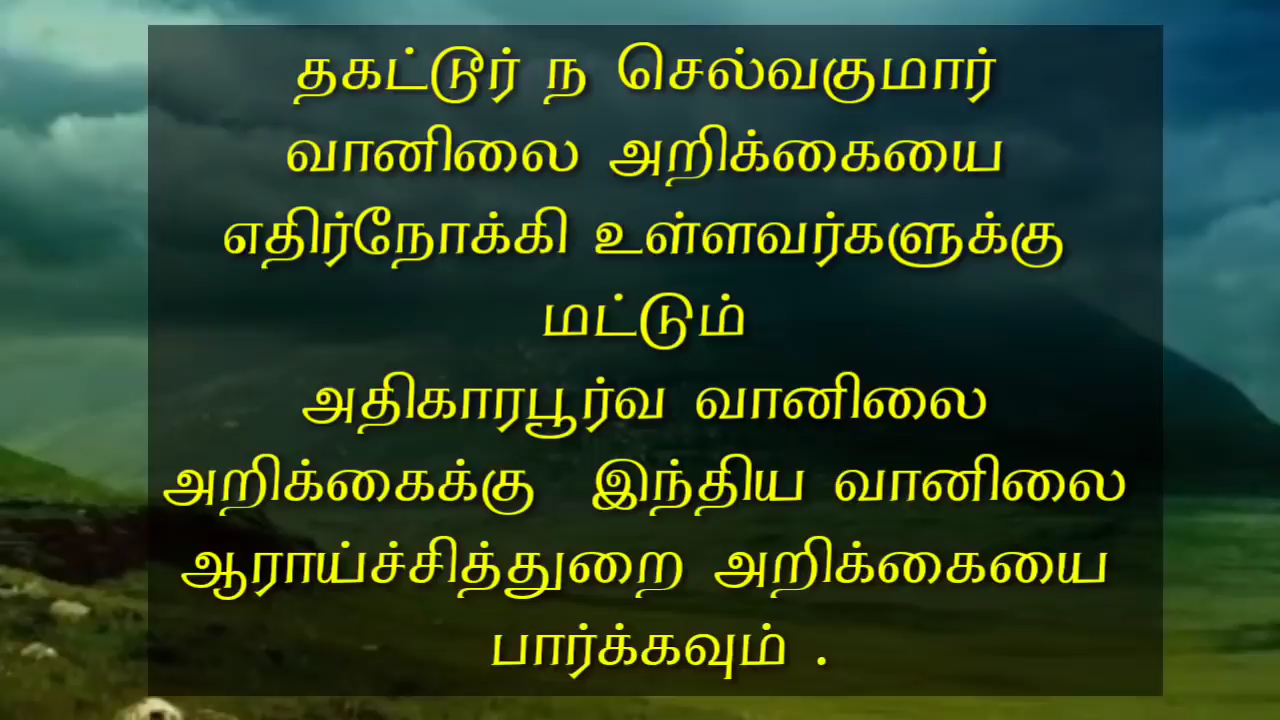 தகட்டூர் ந செல்வகுமார்
வானிலை அறிக்கையை
எதிர்நோக்கி உள்ளவர்களுக்கு
மட்டும்
அதிகாரபூர்வ வானிலை
அறிக்கைக்கு இந்திய வானிலை
ஆராய்ச்சித்துறை அறிக்கையை
பார்க்கவும் .